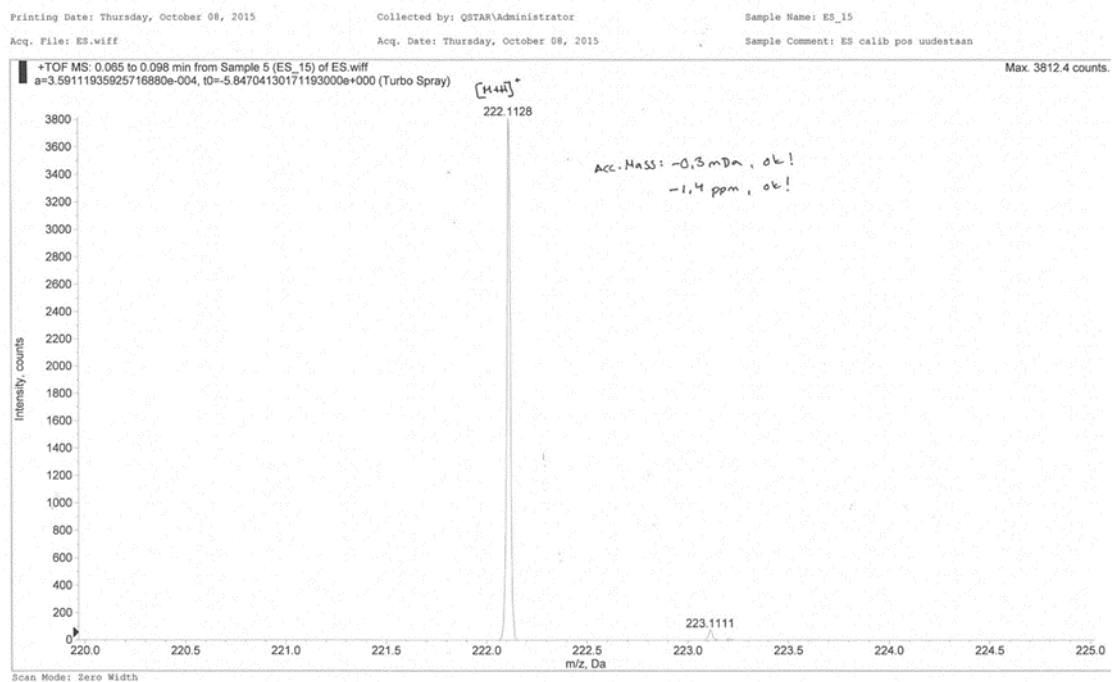 Printing Date: Thursday, October 08, 2015 Collected by: QSTAR\Administrator Sample Name: ES_15
Acq. File: ES.wiff Acq. Date: Thursday, October 08, 2015 Sample Comment: ES calib pos uudestaan
+TOF MS: 0.065 to 0.098 min from Sample 5 (ES_15) of ES.wiff Max. 3812.4 counts.
a=3.59111935925716880e-004, t0=-5.84704130171193000e+000 (Turbo Spray)
[M+H]+
222.1128
Acc. Mass: -0,3 mDa, ok!
-1,4 ppm, ok!
3800
3600
3400
3200
3000
2800
2600
2400
2200
2000
1800
1600
1400
1200
1000
800
600
400
200
0
Intensity, counts
223.1111
220.0 220.5 221.0 221.5 222.0 222.5 223.0 223.5 224.0 224.5 225.0
m/z, Da
Scan Mode: Zero Width